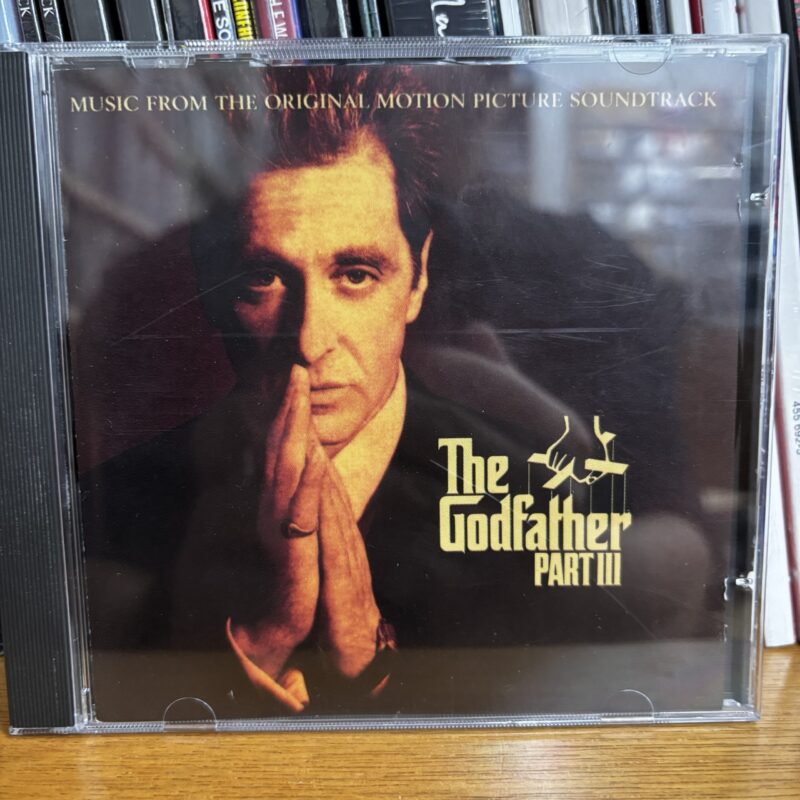 MUSIC FROM THE ORIGINAL MOTION PICTURE SOUNDTRACK
The
Godfather
PART III